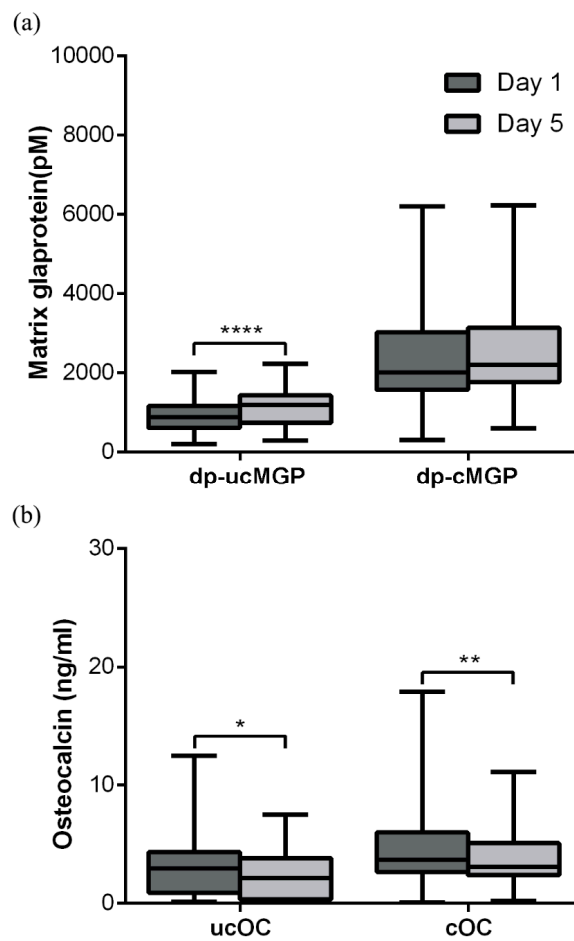 (a)
10000
8000
6000
4000
2000
0
Matrix glaprotein(pM)
Day 1
Day 5
****
dp-ucMGP
dp-cMGP
(b)
30
20
10
0
Osteocalcin (ng/ml)
*
**
ucOC
cOC